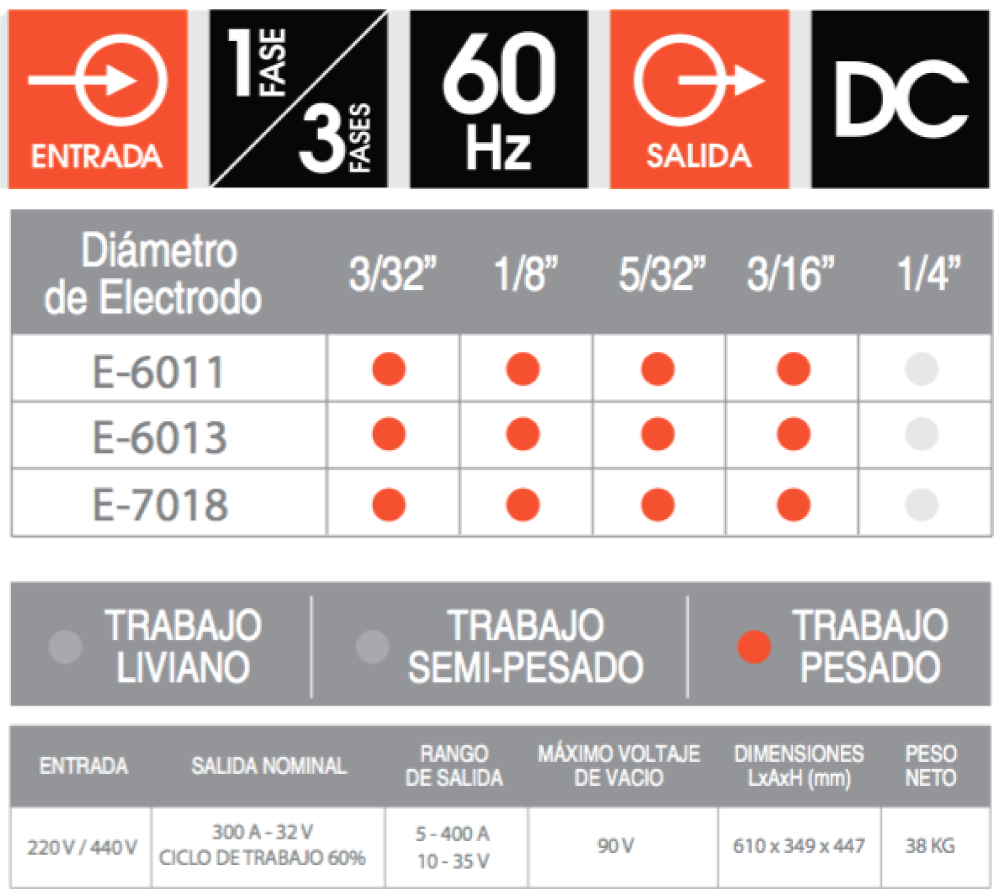 ENTRADA
1 FASE
3 FASES
60
Hz
SALIDA
DC
Diámetro
de Electrodo
3/32” 1/8” 5/32” 3/16” 1/4”
E-6011
E-6013
E-7018
TRABAJO
LIVIANO
TRABAJO
SEMI-PESADO
TRABAJO
PESADO
ENTRADA
SALIDA NOMINAL
RANGO
DE SALIDA
MÁXIMO VOLTAJE
DE VACIO
DIMENSIONES
LxAxH (mm)
PESO
NETO
220 V / 440 V
300 A - 32 V
CICLO DE TRABAJO 60%
5 - 400 A
10 - 35 V
90 V
610 x 349 x 447
38 KG